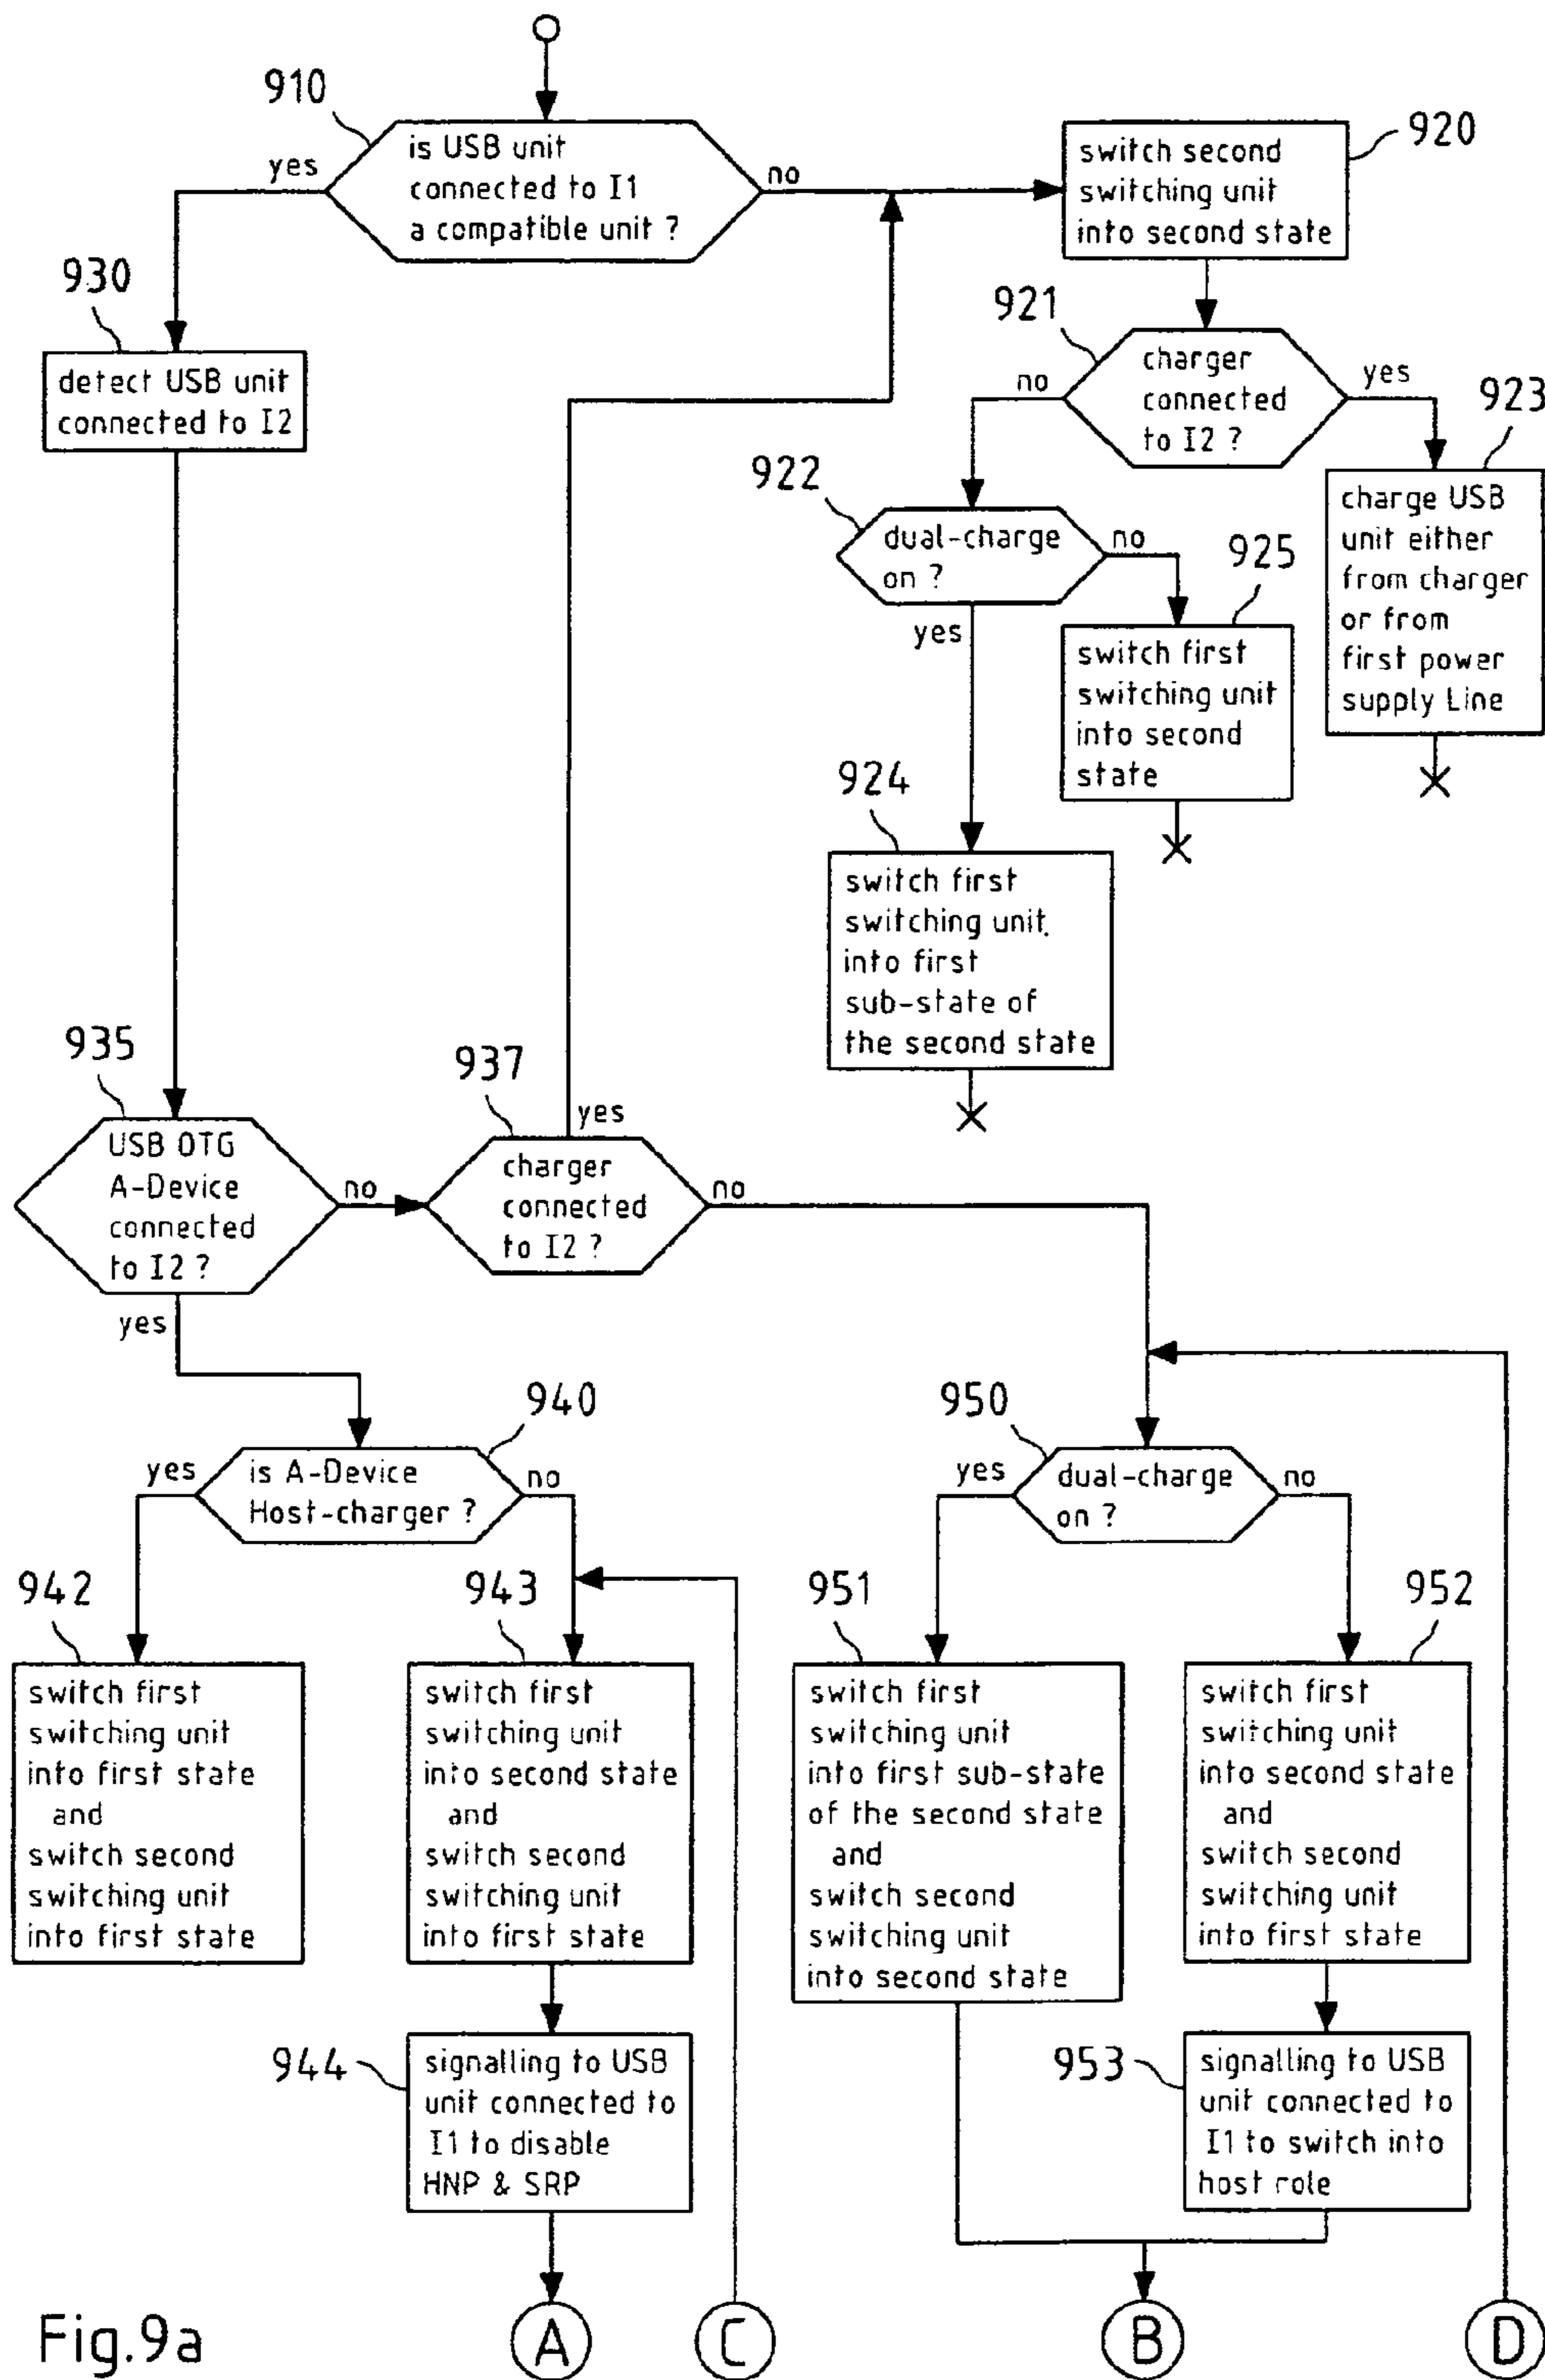 910
is USB unit
connected to I1
a compatible unit ?
yes
no
920
switch second
switching unit
into second state
930
detect USB unit
connected to I2
921
charger
connected
to I2 ?
no
yes
923
charge USB
unit either
from charger
or from
first power
supply Line
922
dual-charge
on ?
no
yes
925
switch first
switching unit
into second
state
924
switch first
switching unit
into first
sub-state of
the second state
935
USB OTG
A-Device
connected
to I2 ?
no
yes
937
charger
connected
to I2 ?
yes
no
940
is A-Device
Host-charger ?
yes
no
950
dual-charge
on ?
yes
no
942
switch first
switching unit
into first state
and
switch second
switching unit
into first state
943
switch first
switching unit
into second state
and
switch second
switching unit
into first state
951
switch first
switching unit
into first sub-state
of the second state
and
switch second
switching unit
into second state
952
switch first
switching unit
into second state
and
switch second
switching unit
into first state
944
signalling to USB
unit connected to
I1 to disable
HNP & SRP
953
signalling to USB
unit connected to
I1 to switch into
host role
A
C
B
D
Fig.9a